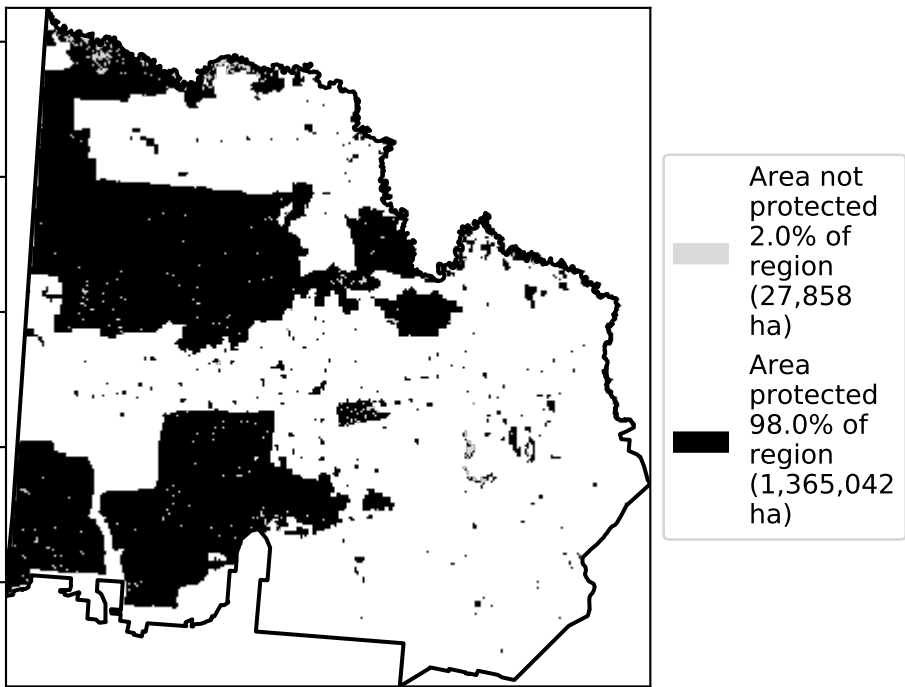 Area not
protected
2.0% of
region
(27,858
ha)
Area
protected
98.0% of
region
(1,365,042
ha)